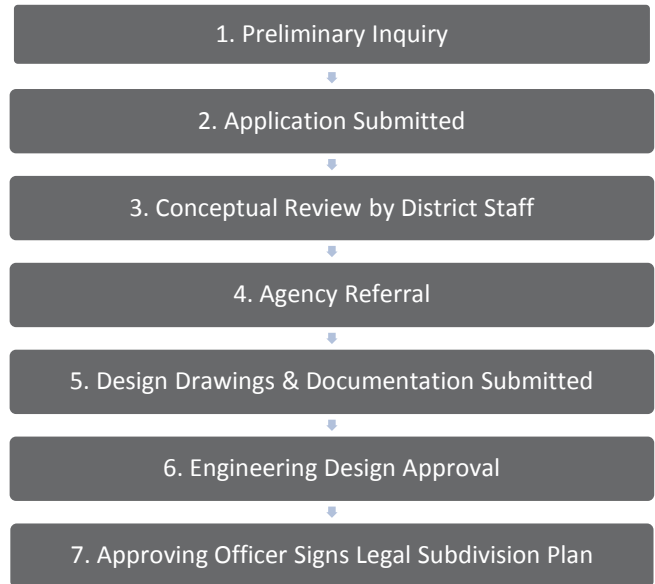 1. Preliminary Inquiry
2. Application Submitted
3. Conceptual Review by District Staff
4. Agency Referral
5. Design Drawings & Documentation Submitted
6. Engineering Design Approval
7. Approving Officer Signs Legal Subdivision Plan